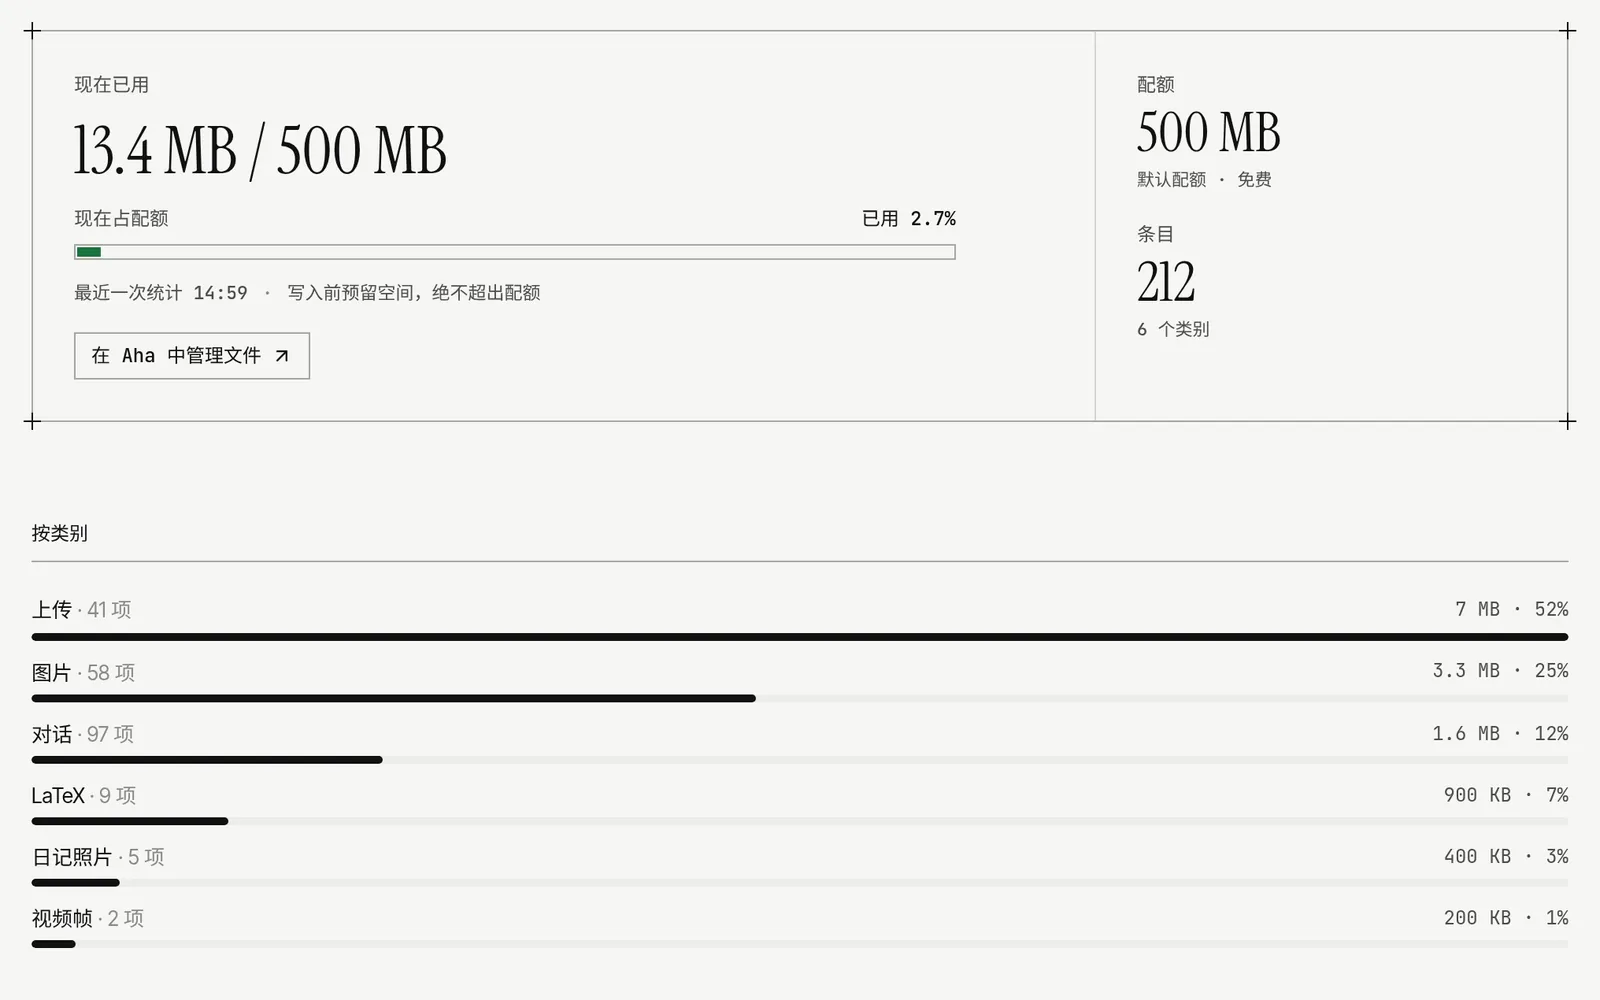 现在已用
13.4 MB / 500 MB
现在占配额 已用 2.7%
最近一次统计 14:59 · 写入前预留空间，绝不超出配额
在 Aha 中管理文件 ↗
配额
500 MB
默认配额 · 免费
条目
212
6 个类别
按类别
上传 · 41 项 7 MB · 52%
图片 · 58 项 3.3 MB · 25%
对话 · 97 项 1.6 MB · 12%
LaTeX · 9 项 900 KB · 7%
日记照片 · 5 项 400 KB · 3%
视频帧 · 2 项 200 KB · 1%